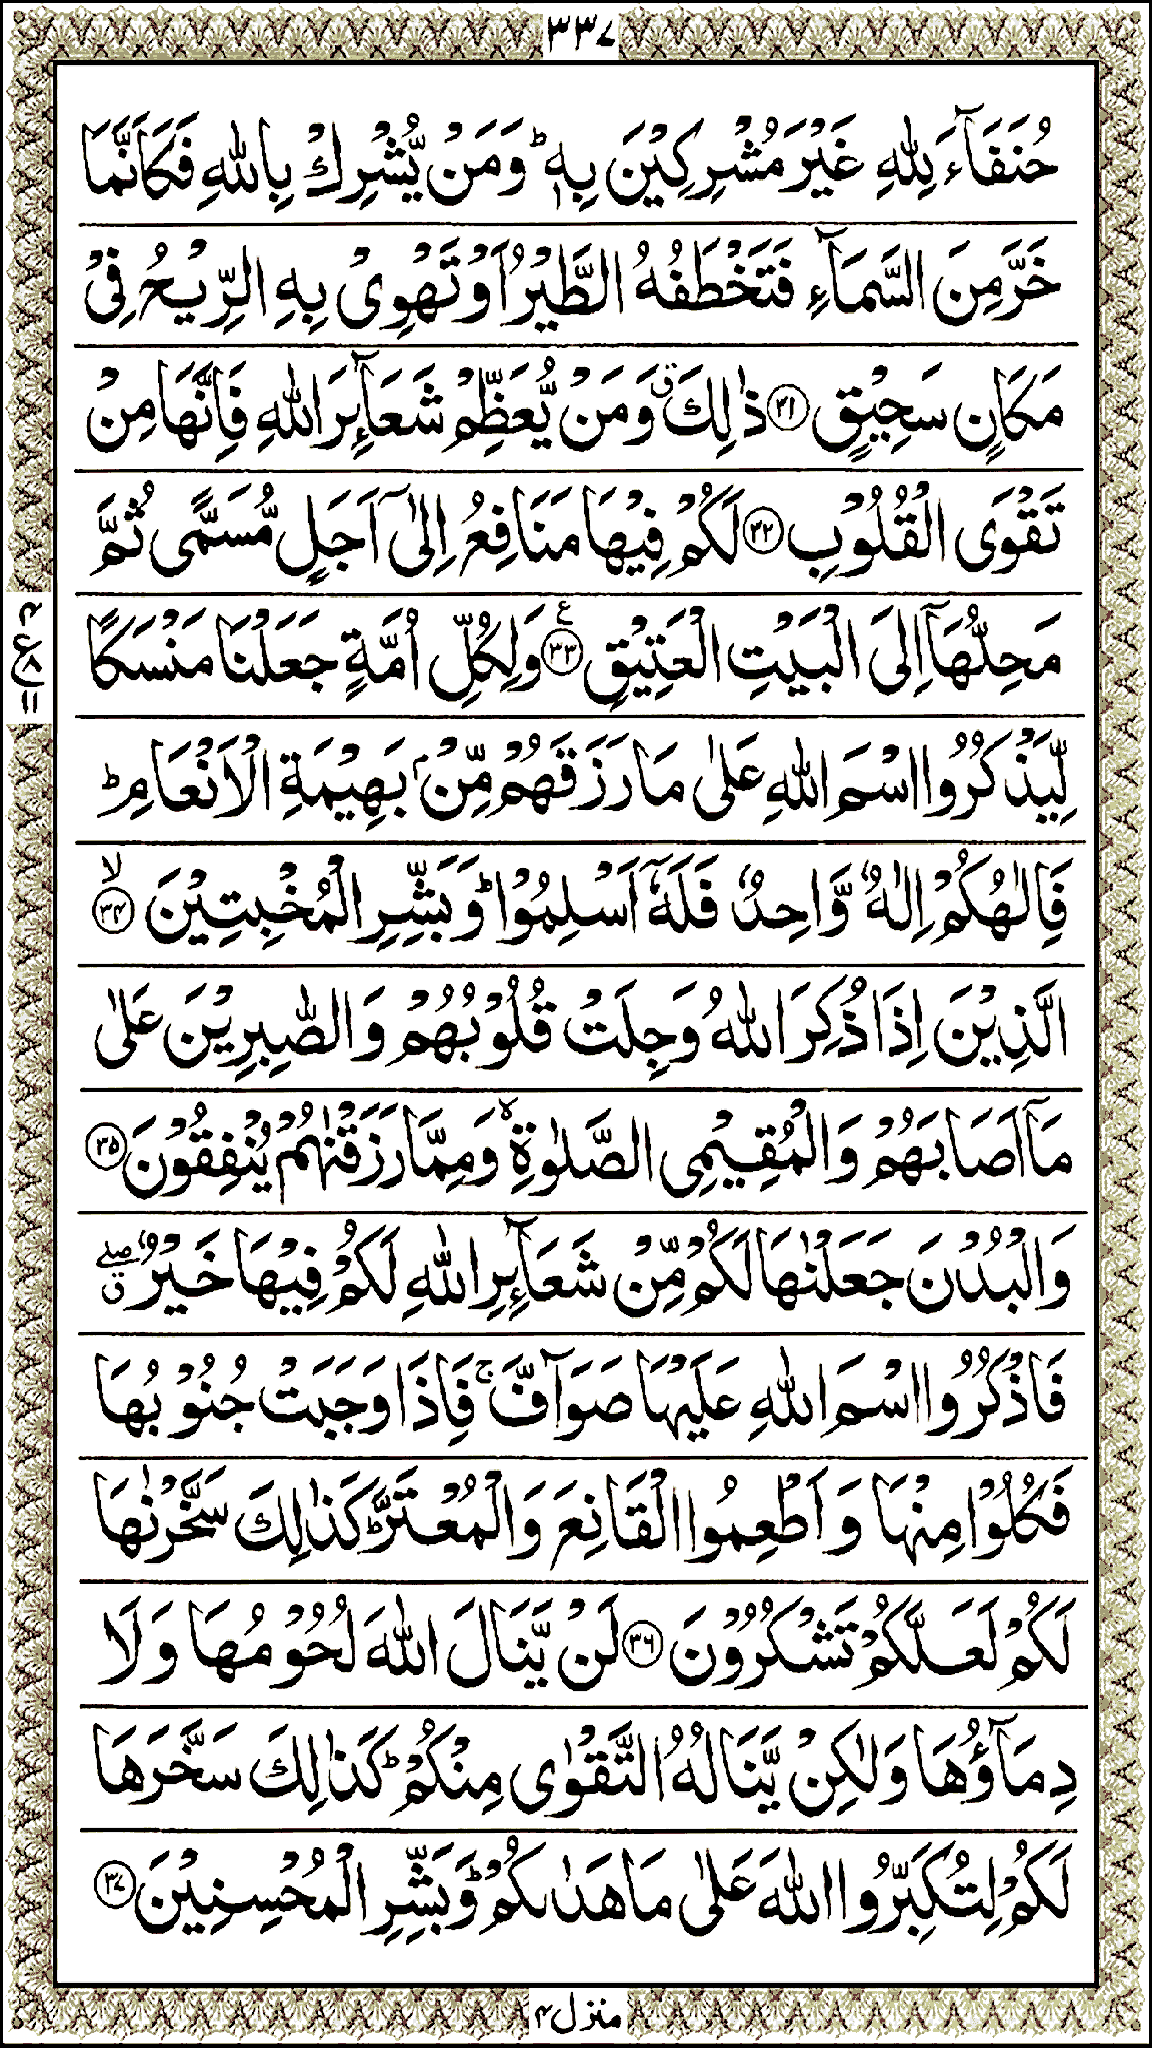 ٣٣٧
حُنَفَآءَ لِلّٰهِ غَيْرَ مُشْرِكِيْنَ بِهٖ ؕ وَمَنْ يُّشْرِكْ بِاللّٰهِ فَكَاَنَّمَا
خَرَّ مِنَ السَّمَآءِ فَتَخْطَفُهُ الطَّيْرُ اَوْ تَهْوِىْ بِهِ الرِّيْحُ فِىْ
مَكَانٍ سَحِيْقٍ ﴿٣١﴾ ذٰلِكَ ۗ وَمَنْ يُّعَظِّمْ شَعَآئِرَ اللّٰهِ فَاِنَّهَا مِنْ
تَقْوَى الْقُلُوْبِ ﴿٣٢﴾ لَكُمْ فِيْهَا مَنَافِعُ اِلٰٓى اَجَلٍ مُّسَمًّى ثُمَّ
مَحِلُّهَاۤ اِلَى الْبَيْتِ الْعَتِيْقِ ﴿٣٣﴾ ع وَلِكُلِّ اُمَّةٍ جَعَلْنَا مَنْسَكًا
٤ ع ٨ ١١
لِّيَذْكُرُوا اسْمَ اللّٰهِ عَلٰى مَا رَزَقَهُمْ مِّنْۢ بَهِيْمَةِ الْاَنْعَامِ ؕ
فَاِلٰهُكُمْ اِلٰهٌ وَّاحِدٌ فَلَهٗۤ اَسْلِمُوْا ؕ وَبَشِّرِ الْمُخْبِتِيْنَ ﴿٣٤﴾ ۙ
الَّذِيْنَ اِذَا ذُكِرَ اللّٰهُ وَجِلَتْ قُلُوْبُهُمْ وَالصّٰبِرِيْنَ عَلٰى
مَاۤ اَصَابَهُمْ وَالْمُقِيْمِى الصَّلٰوةِ ۙ وَمِمَّا رَزَقْنٰهُمْ يُنْفِقُوْنَ ﴿٣٥﴾
وَالْبُدْنَ جَعَلْنٰهَا لَكُمْ مِّنْ شَعَآئِرِ اللّٰهِ لَكُمْ فِيْهَا خَيْرٌ ۖ ق
فَاذْكُرُوا اسْمَ اللّٰهِ عَلَيْهَا صَوَآفَّ ۚ فَاِذَا وَجَبَتْ جُنُوْبُهَا
فَكُلُوْا مِنْهَا وَاَطْعِمُوا الْقَانِعَ وَالْمُعْتَرَّ ؕ كَذٰلِكَ سَخَّرْنٰهَا
لَكُمْ لَعَلَّكُمْ تَشْكُرُوْنَ ﴿٣٦﴾ لَنْ يَّنَالَ اللّٰهَ لُحُوْمُهَا وَلَا
دِمَآؤُهَا وَلٰكِنْ يَّنَالُهُ التَّقْوٰى مِنْكُمْ ؕ كَذٰلِكَ سَخَّرَهَا
لَكُمْ لِتُكَبِّرُوا اللّٰهَ عَلٰى مَا هَدٰىكُمْ ؕ وَبَشِّرِ الْمُحْسِنِيْنَ ﴿٣٧﴾
منزل ٤